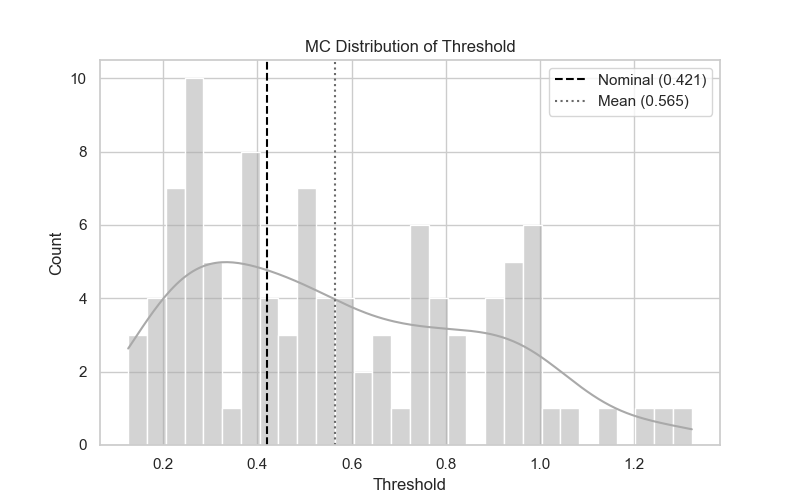 MC Distribution of Threshold
Nominal (0.421)
Mean (0.565)
Count
10
8
6
4
2
0
0.2 0.4 0.6 0.8 1.0 1.2
Threshold